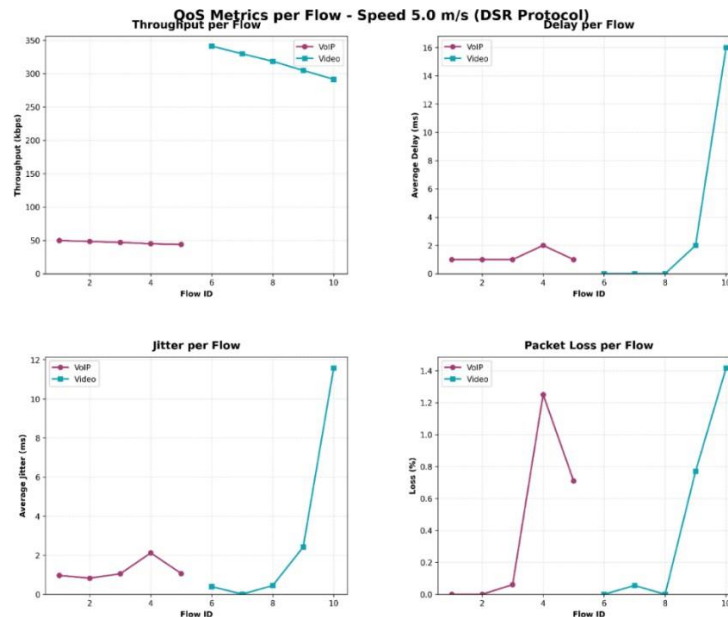 QoS Metrics per Flow - Speed 5.0 m/s (DSR Protocol)
Throughput per Flow
350
300
250
200
150
100
50
0
Throughput (kbps)
VoIP
Video
2
4
6
8
10
Flow ID
Delay per Flow
16
14
12
10
8
6
4
2
0
Average Delay (ms)
VoIP
Video
2
4
6
8
10
Flow ID
Jitter per Flow
12
10
8
6
4
2
0
Average Jitter (ms)
VoIP
Video
2
4
6
8
10
Flow ID
Packet Loss per Flow
1.4
1.2
1.0
0.8
0.6
0.4
0.2
0.0
Loss (%)
VoIP
Video
2
4
6
8
10
Flow ID